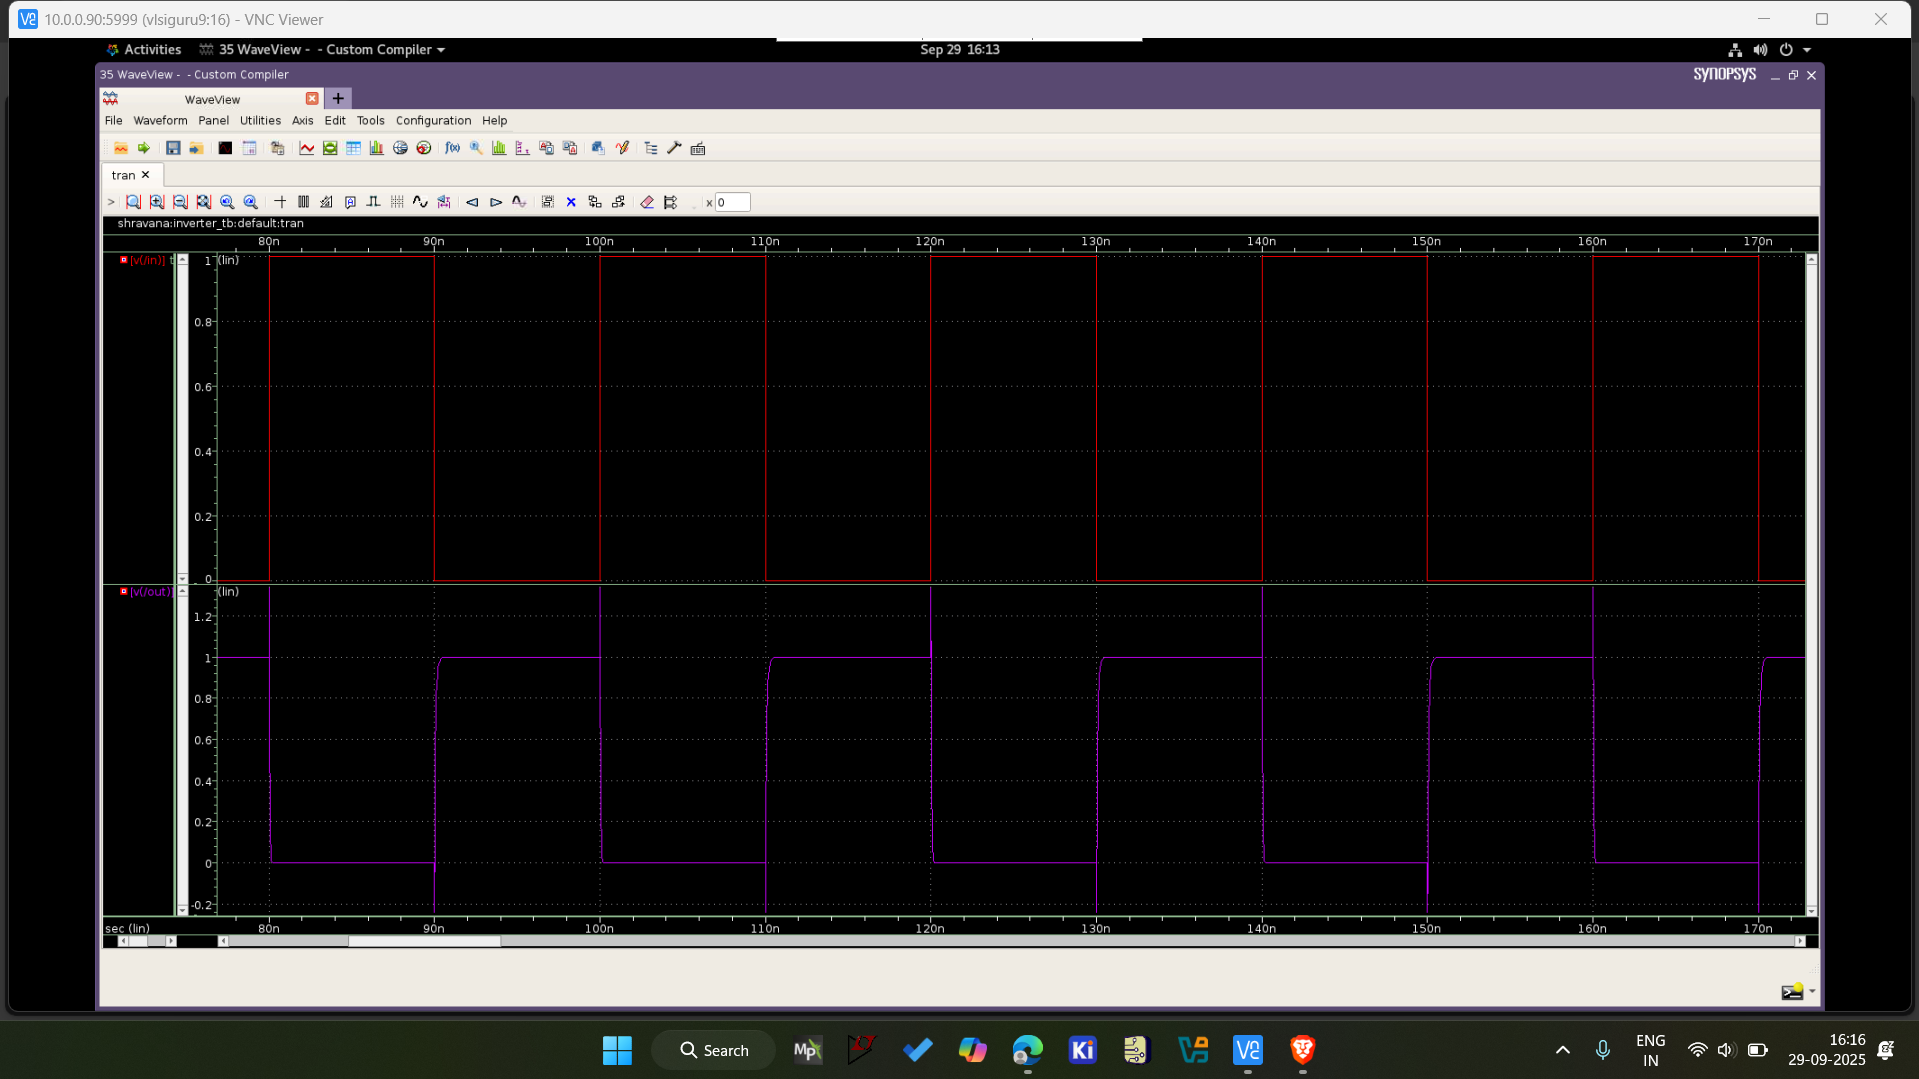 10.0.0.90:5999 (vlsiguru9:16) - VNC Viewer
Activities 35 WaveView - - Custom Compiler Sep 29 16:13
35 WaveView - - Custom Compiler SYNOPSYS
WaveView
File Waveform Panel Utilities Axis Edit Tools Configuration Help
tran
x 0
shravana:inverter_tb:default:tran
80n 90n 100n 110n 120n 130n 140n 150n 160n 170n
[v(/in)] t (lin)
1
0.8
0.6
0.4
0.2
0
[v(/out)] (lin)
1.2
1
0.8
0.6
0.4
0.2
0
-0.2
sec (lin) 80n 90n 100n 110n 120n 130n 140n 150n 160n 170n
Search
ENG
IN
16:16
29-09-2025